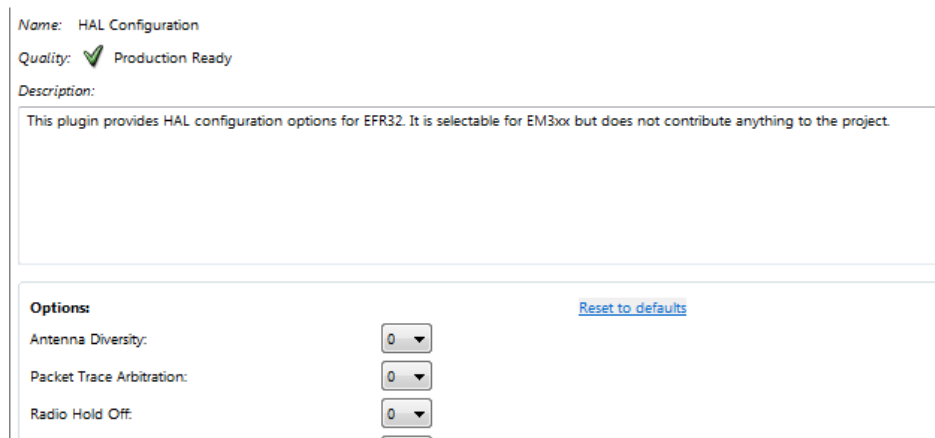 Name: HAL Configuration
Quality: Production Ready
Description:
This plugin provides HAL configuration options for EFR32. It is selectable for EM3xx but does not contribute anything to the project.
Options: Reset to defaults
Antenna Diversity: 0
Packet Trace Arbitration: 0
Radio Hold Off: 0